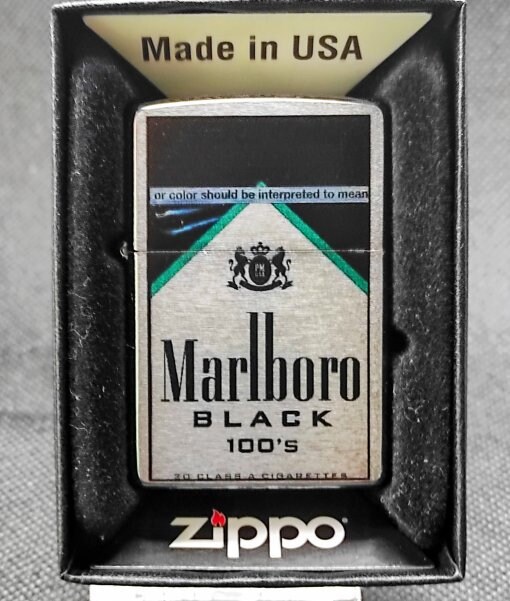 Made in USA
or color should be interpreted to mean
PM
Marlboro
BLACK
100's
20 CLASS A CIGARETTES
zippo